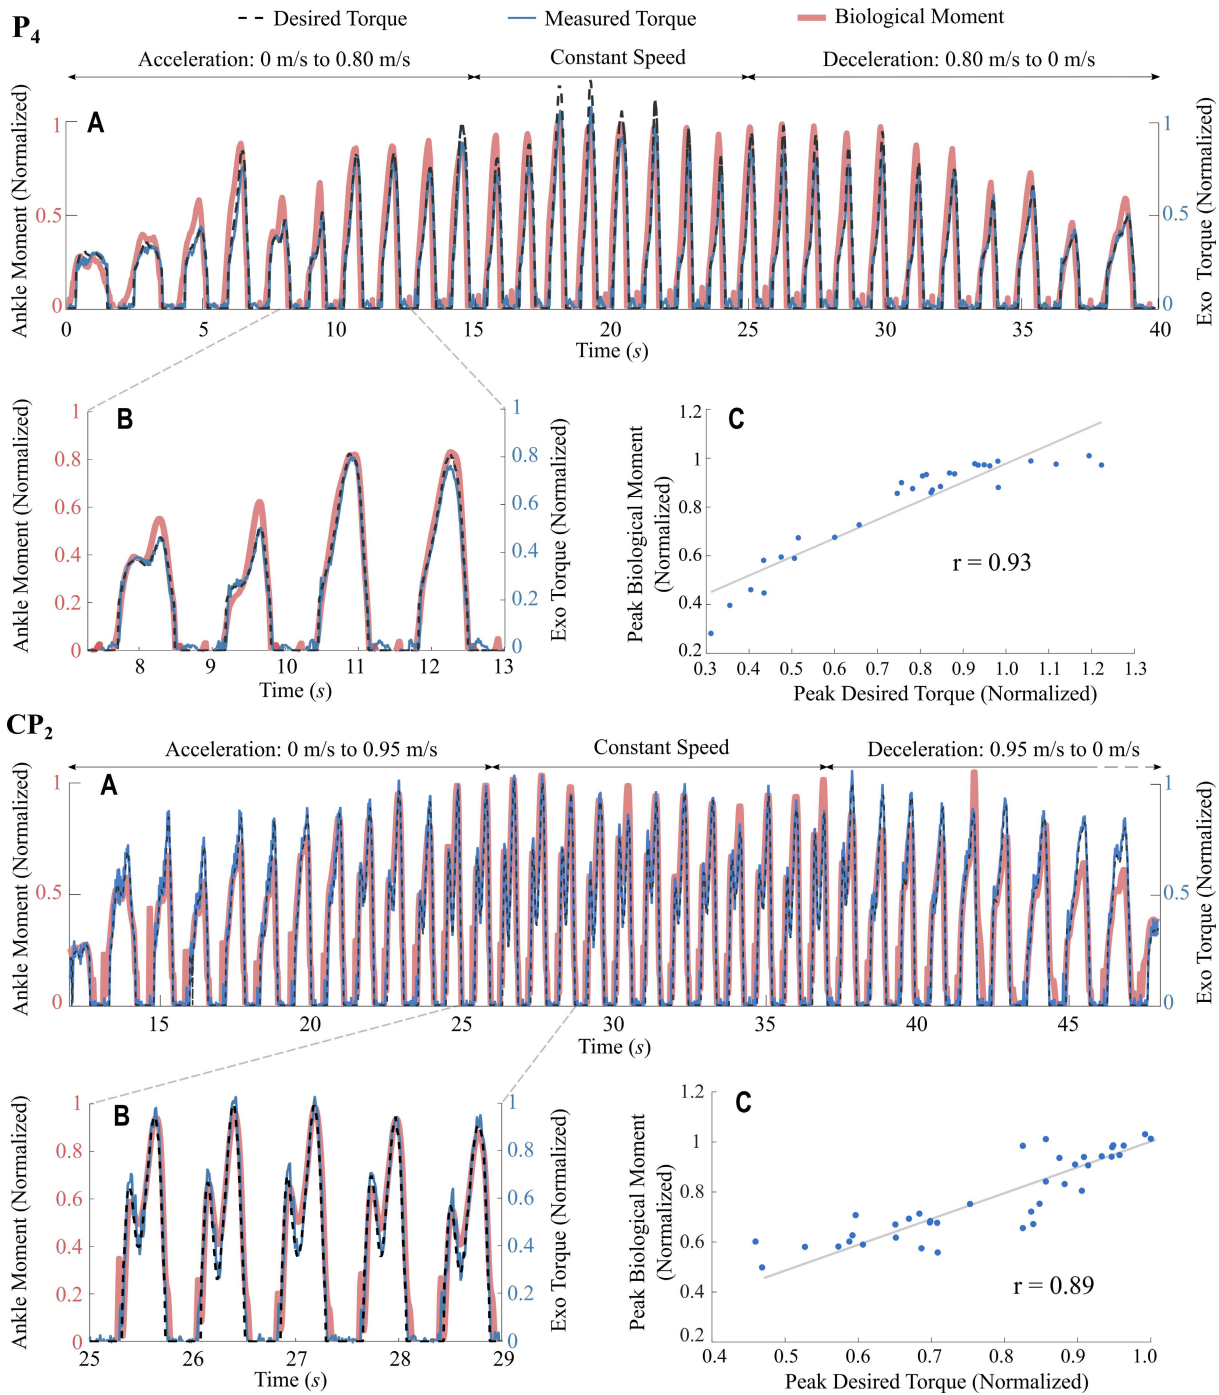 P4
Desired Torque
Measured Torque
Biological Moment
Acceleration: 0 m/s to 0.80 m/s
Constant Speed
Deceleration: 0.80 m/s to 0 m/s
A
Ankle Moment (Normalized)
1
0.5
0
Exo Torque (Normalized)
1
0.5
0
0 5 10 15 20 25 30 35 40
Time (s)
B
Ankle Moment (Normalized)
1
0.8
0.6
0.4
0.2
0
Exo Torque (Normalized)
1
0.8
0.6
0.4
0.2
0
8 9 10 11 12 13
Time (s)
C
Peak Biological Moment
(Normalized)
1.2
1.0
0.8
0.6
0.4
0.2
r = 0.93
0.3 0.4 0.5 0.6 0.7 0.8 0.9 1.0 1.1 1.2 1.3
Peak Desired Torque (Normalized)
CP2
Acceleration: 0 m/s to 0.95 m/s
Constant Speed
Deceleration: 0.95 m/s to 0 m/s
A
Ankle Moment (Normalized)
1
0.5
0
Exo Torque (Normalized)
1
0.5
0
15 20 25 30 35 40 45
Time (s)
B
Ankle Moment (Normalized)
1
0.8
0.6
0.4
0.2
0
Exo Torque (Normalized)
1
0.8
0.6
0.4
0.2
0
25 26 27 28 29
Time (s)
C
Peak Biological Moment
(Normalized)
1.2
1.0
0.8
0.6
0.4
0.2
r = 0.89
0.4 0.5 0.6 0.7 0.8 0.9 1.0
Peak Desired Torque (Normalized)